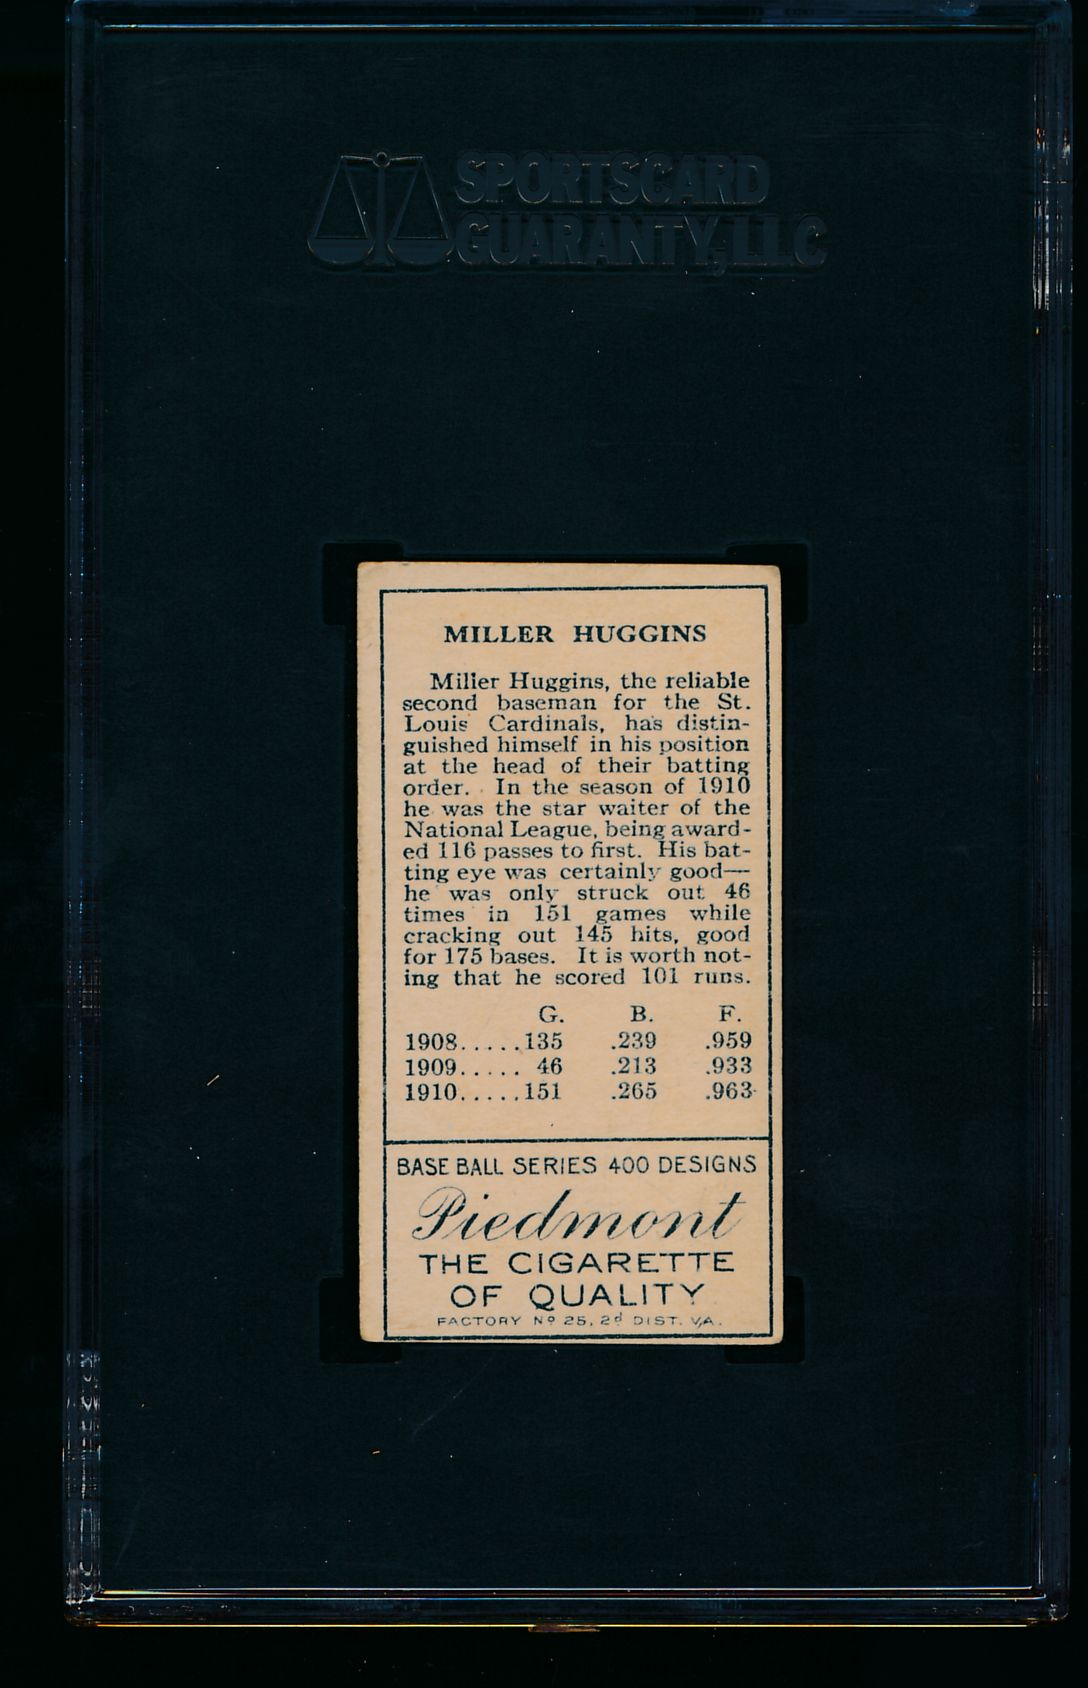 SPORTSCARD
GUARANTY, LLC
MILLER HUGGINS
Miller Huggins, the reliable
second baseman for the St.
Louis Cardinals, has distin-
guished himself in his position
at the head of their batting
order. In the season of 1910
he was the star waiter of the
National League, being award-
ed 116 passes to first. His bat-
ting eye was certainly good—
he was only struck out 46
times in 151 games while
cracking out 145 hits, good
for 175 bases. It is worth not-
ing that he scored 101 runs.
G. B. F.
1908.....135 .239 .959
1909..... 46 .213 .933
1910.....151 .265 .963
BASE BALL SERIES 400 DESIGNS
Piedmont
THE CIGARETTE
OF QUALITY
FACTORY Nº 25, 2d DIST. VA.